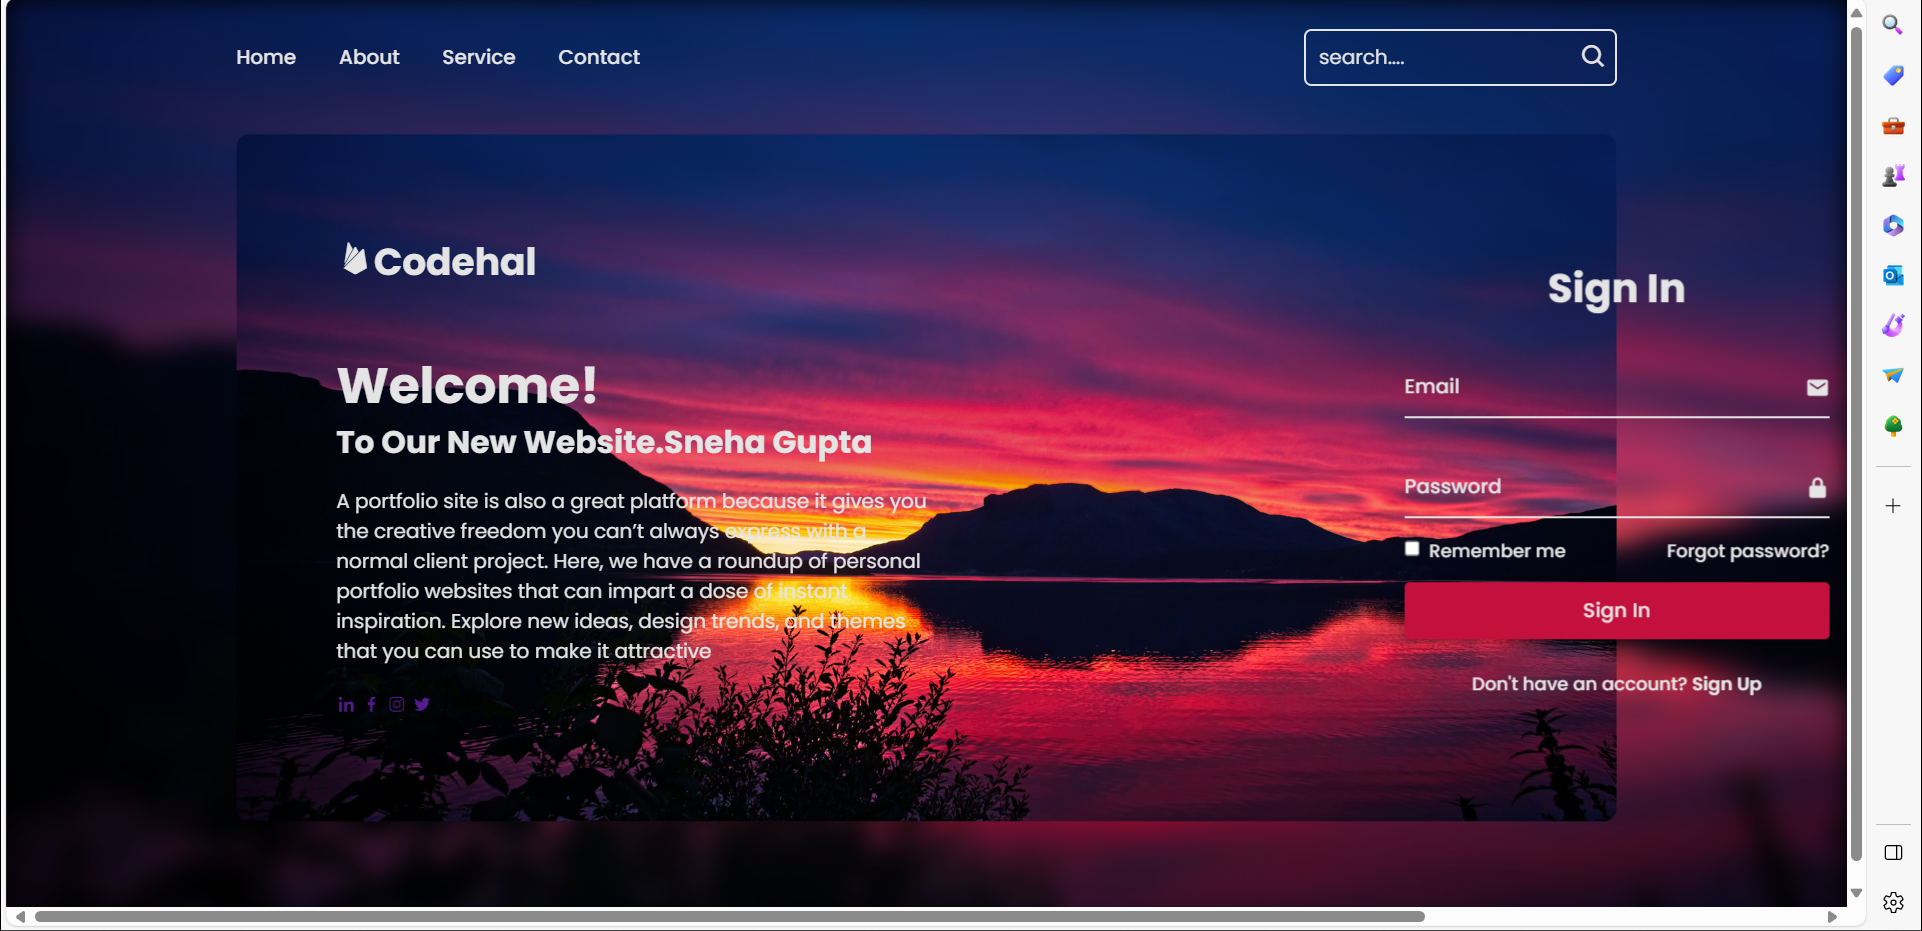 Home About Service Contact
search....
Codehal
Welcome!
To Our New Website.Sneha Gupta
A portfolio site is also a great platform because it gives you
the creative freedom you can’t always express with a
normal client project. Here, we have a roundup of personal
portfolio websites that can impart a dose of instant
inspiration. Explore new ideas, design trends, and themes
that you can use to make it attractive
Sign In
Email
Password
Remember me Forgot password?
Sign In
Don't have an account? Sign Up